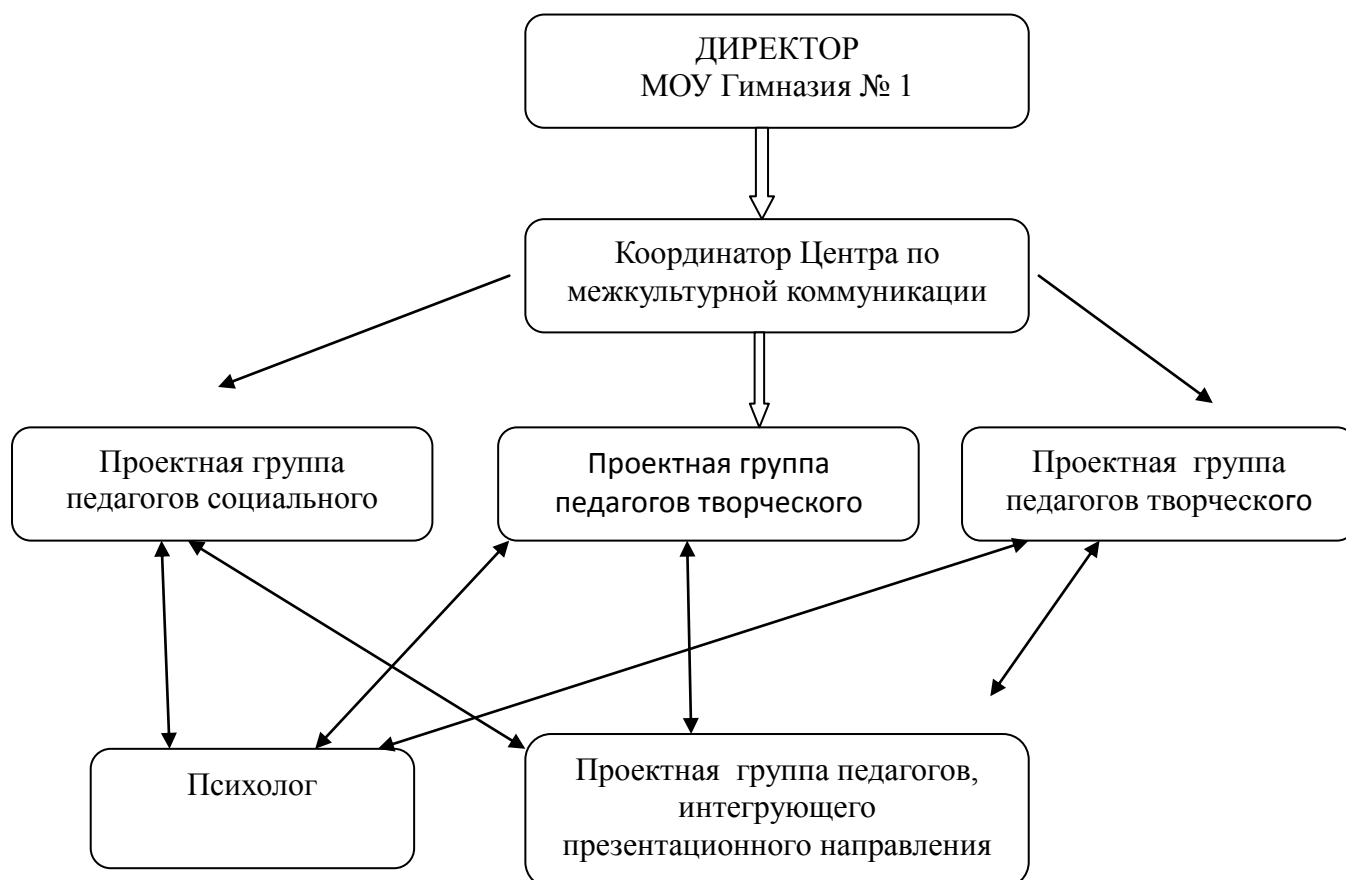 ДИРЕКТОР
МОУ Гимназия № 1
Координатор Центра по
межкультурной коммуникации
Проектная группа
педагогов социального
Проектная группа
педагогов творческого
Проектная группа
педагогов творческого
Психолог
Проектная группа педагогов,
интегрующего
презентационного направления